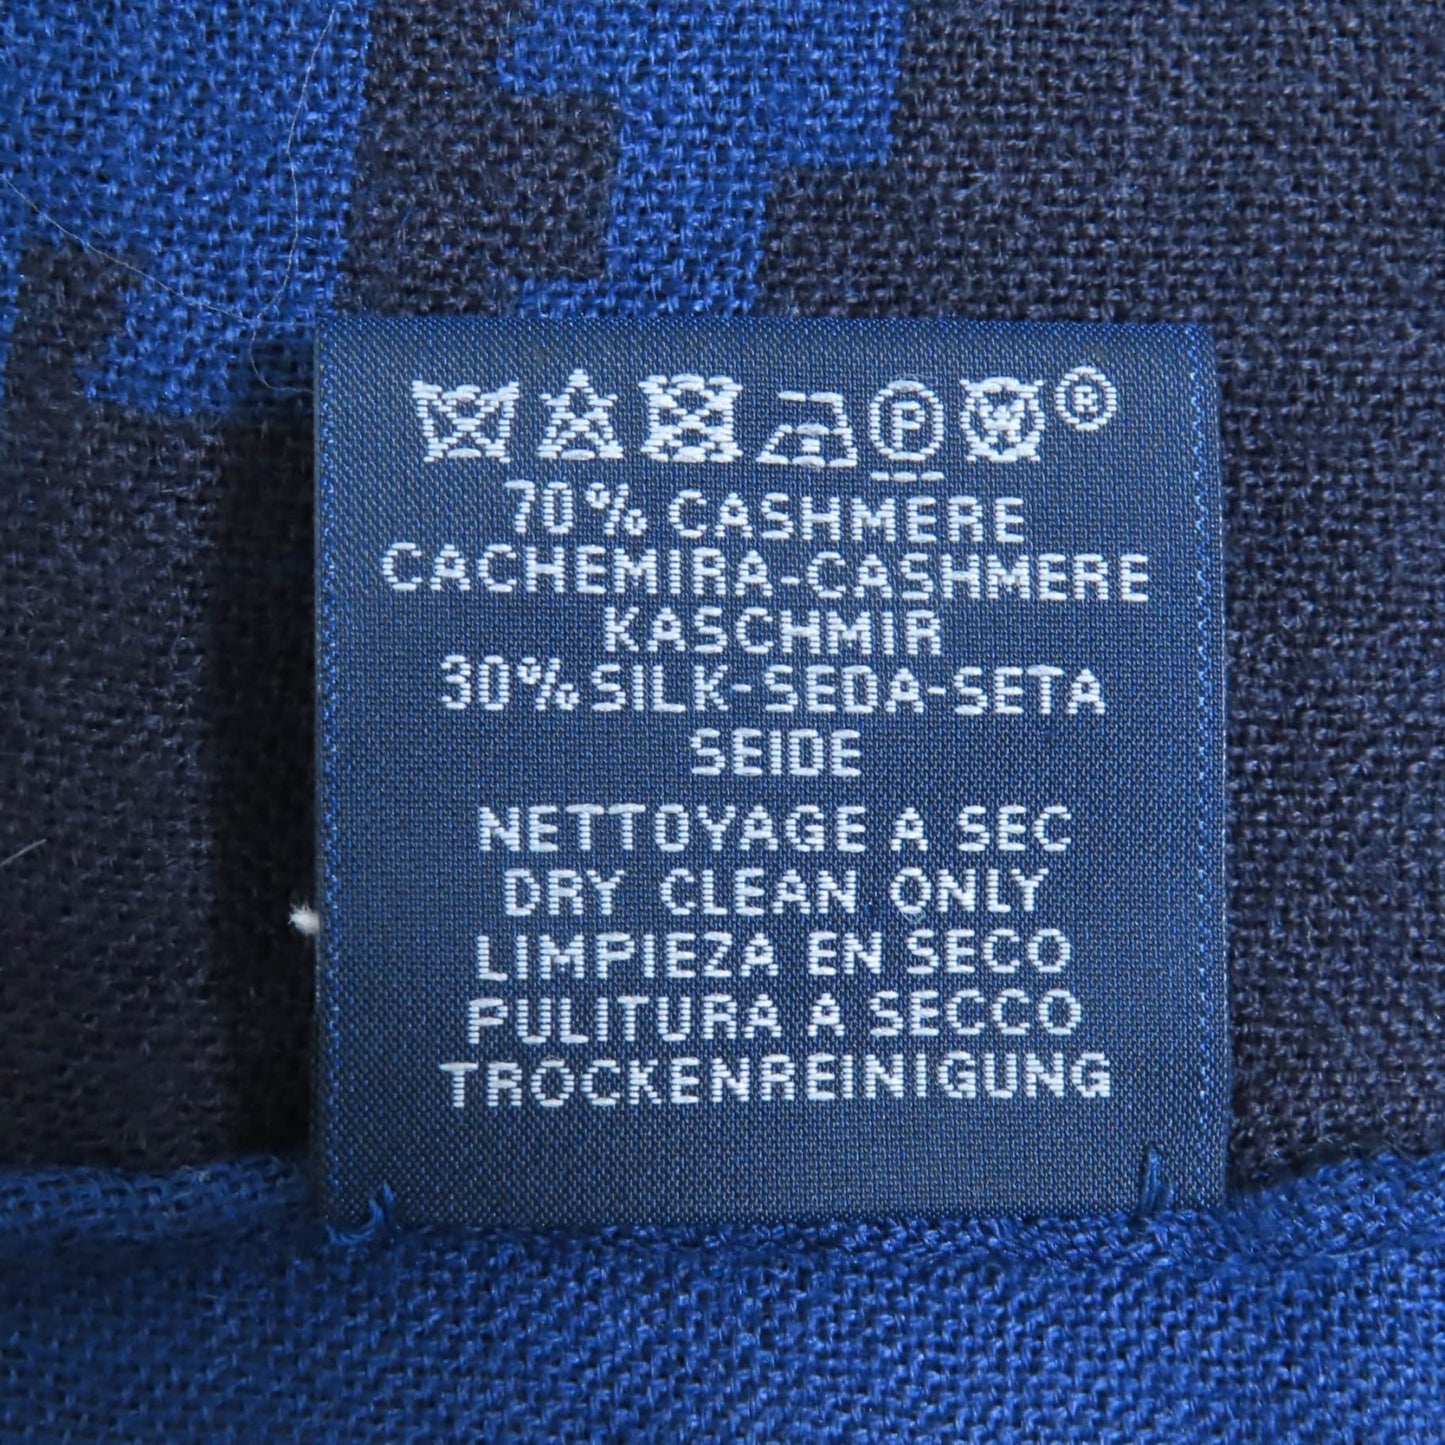 P ®
70% CASHMERE
CACHEMIRA-CASHMERE
KASCHMIR
30% SILK-SEDA-SETA
SEIDE
NETTOYAGE A SEC
DRY CLEAN ONLY
LIMPIEZA EN SECO
PULITURA A SECCO
TROCKENREINIGUNG